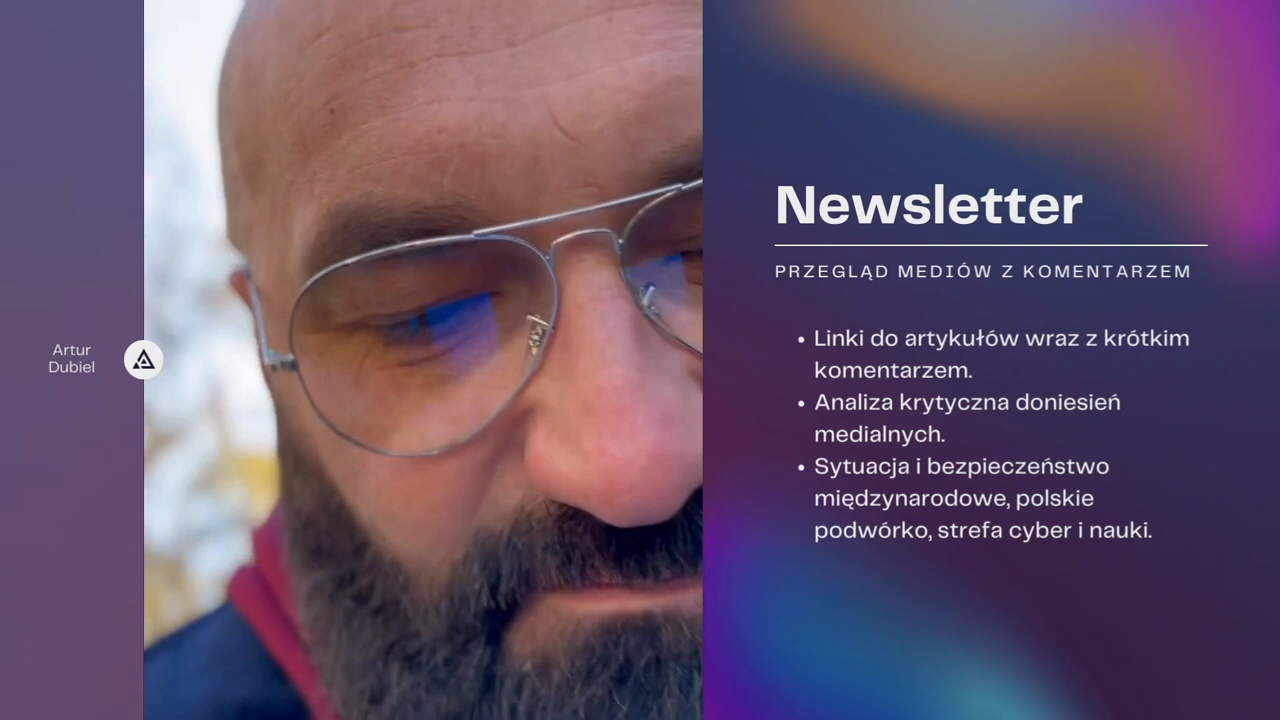 Artur
Dubiel
Newsletter
PRZEGLĄD MEDIÓW Z KOMENTARZEM
• Linki do artykułów wraz z krótkim
komentarzem.
• Analiza krytyczna doniesień
medialnych.
• Sytuacja i bezpieczeństwo
międzynarodowe, polskie
podwórko, strefa cyber i nauki.